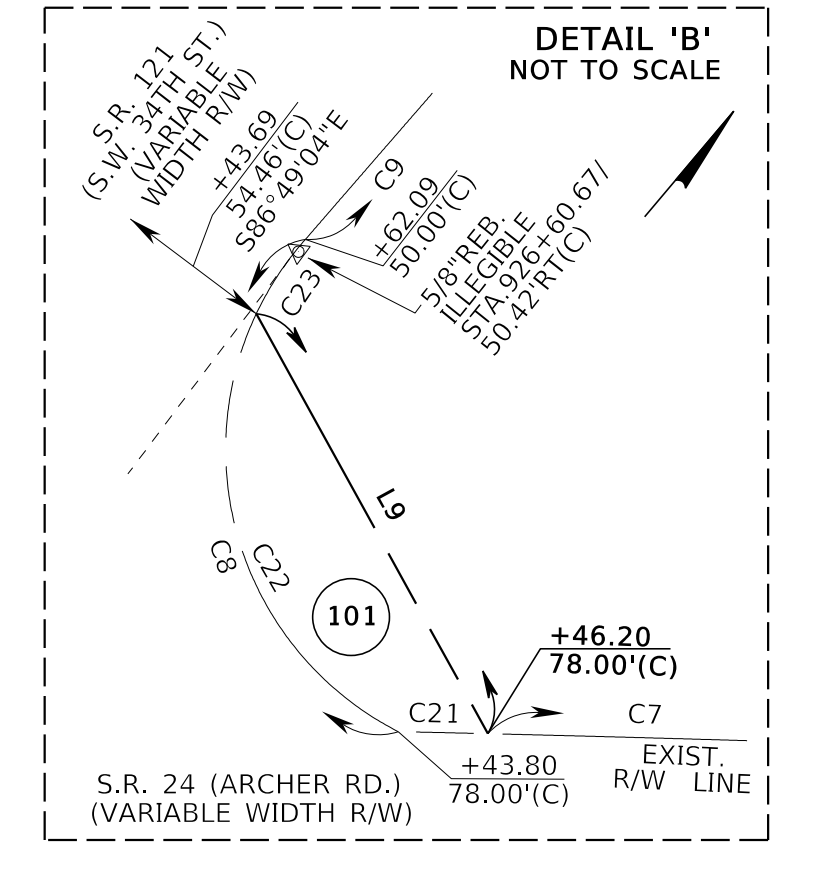 DETAIL 'B'
NOT TO SCALE
S.R. 121
(S.W. 34TH ST.)
(VARIABLE
WIDTH R/W)
+43.69
54.46'(C)
S86°49'04"E
C9
+62.09
50.00'(C)
5/8"REB.
ILLEGIBLE
STA.926+60.67/
50.42'RT(C)
C23
L9
C8
C22
101
+46.20
78.00'(C)
C21
C7
EXIST.
R/W LINE
+43.80
78.00'(C)
S.R. 24 (ARCHER RD.)
(VARIABLE WIDTH R/W)